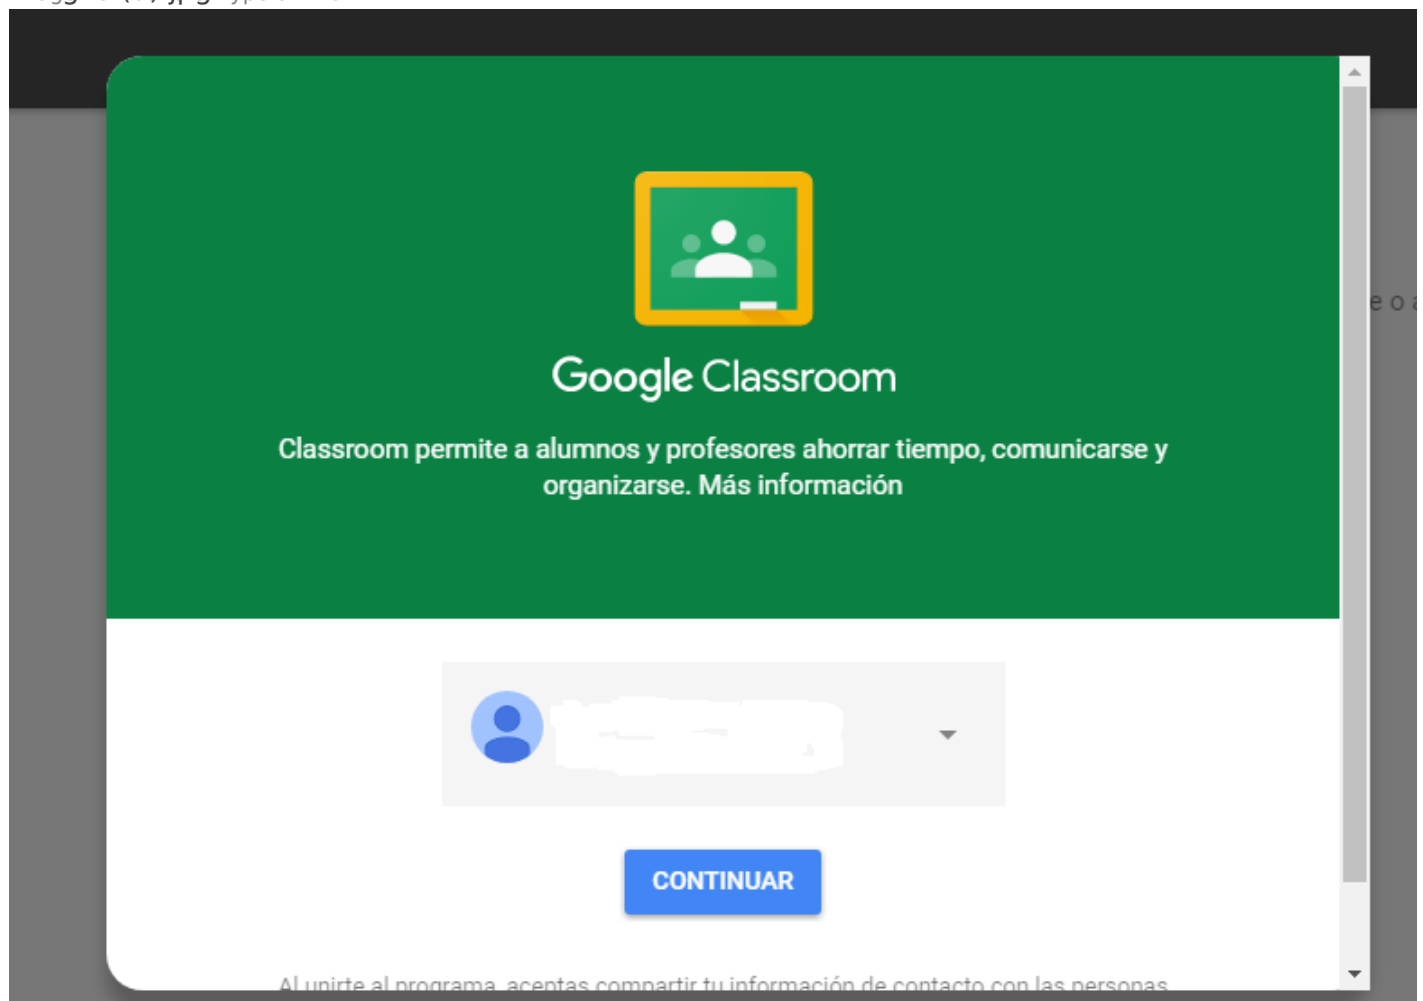 Google Classroom
Classroom permite a alumnos y profesores ahorrar tiempo, comunicarse y
organizarse. Más información
e o
CONTINUAR
Al unirte al programa, aceptas compartir tu información de contacto con las personas